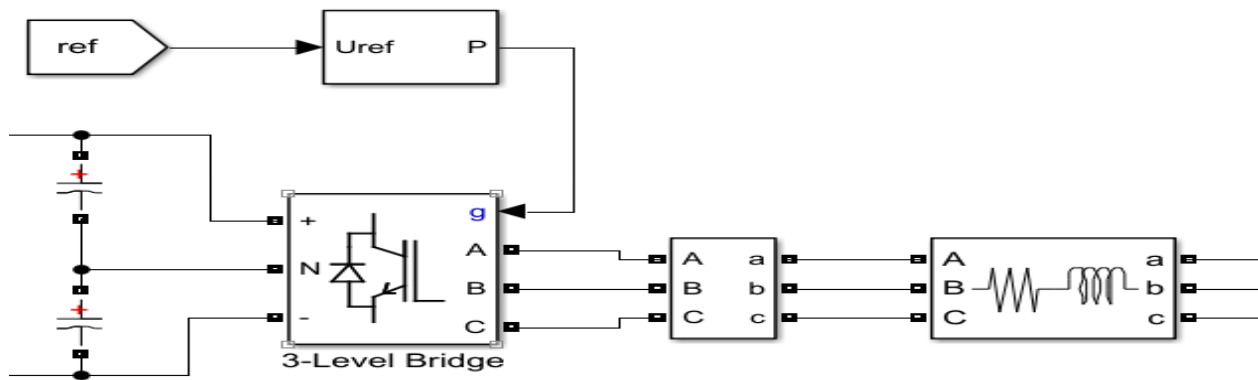 ref
Uref P
+
+
+ g
N A
- B
C
3-Level Bridge
A a
B b
C c
A a
B b
C c